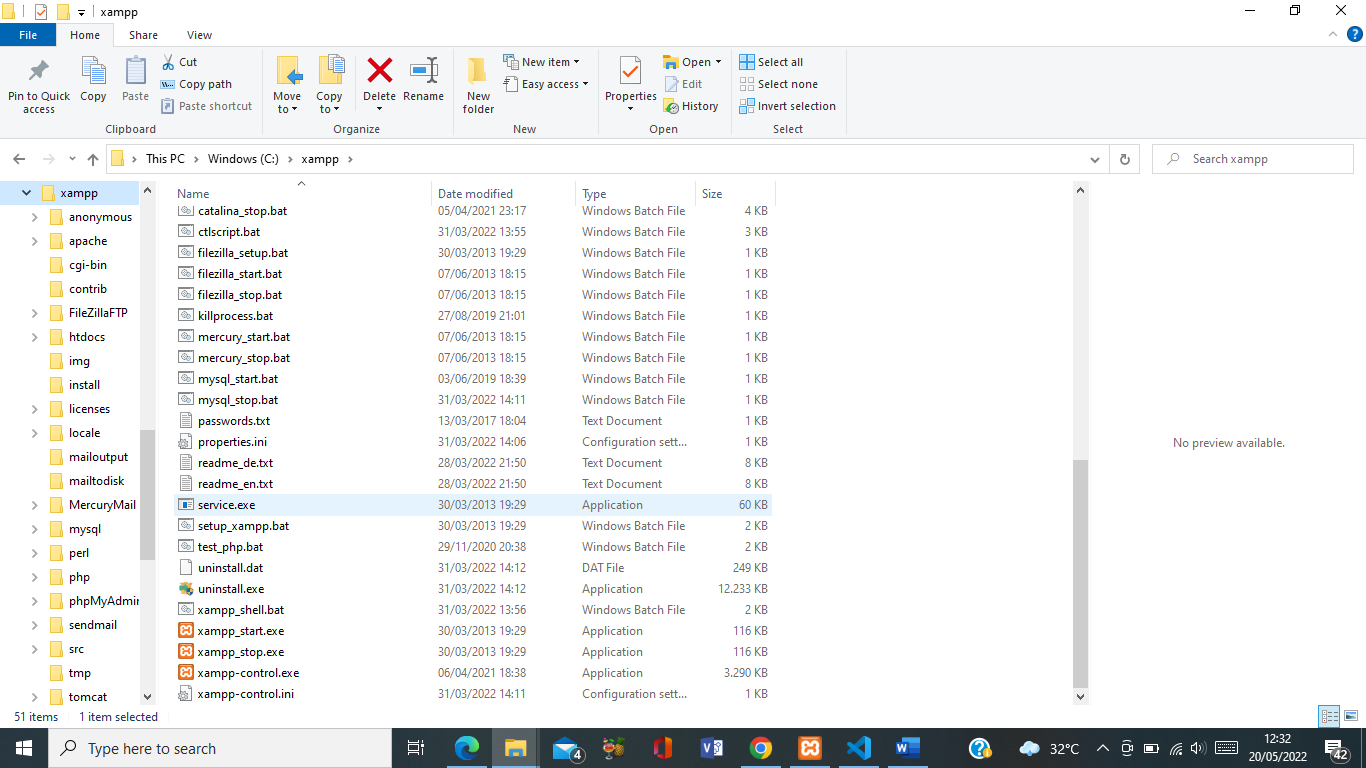 xampp
File Home Share View
Pin to Quick access
Copy
Paste
Cut
Copy path
Paste shortcut
Clipboard
Move to
Copy to
Delete
Rename
Organize
New folder
New item
Easy access
New
Properties
Open
Edit
History
Open
Select all
Select none
Invert selection
Select
This PC > Windows (C:) > xampp >
Search xampp
xampp
anonymous
apache
cgi-bin
contrib
FileZillaFTP
htdocs
img
install
licenses
locale
mailoutput
mailtodisk
MercuryMail
mysql
perl
php
phpMyAdmin
sendmail
src
tmp
tomcat
Name Date modified Type Size
catalina_stop.bat 05/04/2021 23:17 Windows Batch File 4 KB
ctlscript.bat 31/03/2022 13:55 Windows Batch File 3 KB
filezilla_setup.bat 30/03/2013 19:29 Windows Batch File 1 KB
filezilla_start.bat 07/06/2013 18:15 Windows Batch File 1 KB
filezilla_stop.bat 07/06/2013 18:15 Windows Batch File 1 KB
killprocess.bat 27/08/2019 21:01 Windows Batch File 1 KB
mercury_start.bat 07/06/2013 18:15 Windows Batch File 1 KB
mercury_stop.bat 07/06/2013 18:15 Windows Batch File 1 KB
mysql_start.bat 03/06/2019 18:39 Windows Batch File 1 KB
mysql_stop.bat 31/03/2022 14:11 Windows Batch File 1 KB
passwords.txt 13/03/2017 18:04 Text Document 1 KB
properties.ini 31/03/2022 14:06 Configuration sett... 1 KB
readme_de.txt 28/03/2022 21:50 Text Document 8 KB
readme_en.txt 28/03/2022 21:50 Text Document 8 KB
service.exe 30/03/2013 19:29 Application 60 KB
setup_xampp.bat 30/03/2013 19:29 Windows Batch File 2 KB
test_php.bat 29/11/2020 20:38 Windows Batch File 2 KB
uninstall.dat 31/03/2022 14:12 DAT File 249 KB
uninstall.exe 31/03/2022 14:12 Application 12.233 KB
xampp_shell.bat 31/03/2022 13:56 Windows Batch File 2 KB
xampp_start.exe 30/03/2013 19:29 Application 116 KB
xampp_stop.exe 30/03/2013 19:29 Application 116 KB
xampp-control.exe 06/04/2021 18:38 Application 3.290 KB
xampp-control.ini 31/03/2022 14:11 Configuration sett... 1 KB
No preview available.
51 items 1 item selected
Type here to search
4
32°C
12:32
20/05/2022
42